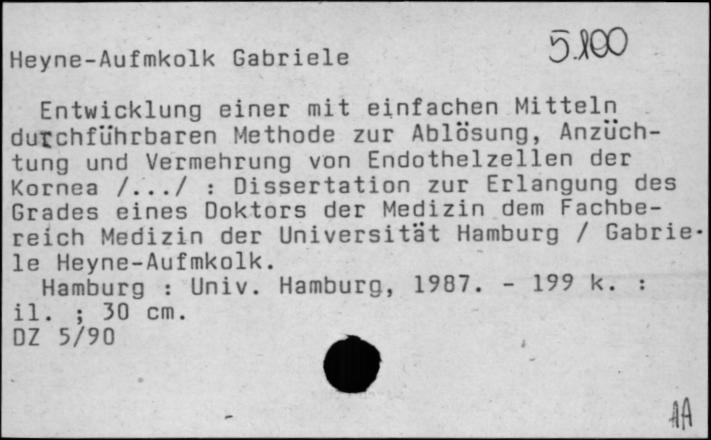 5.100
Heyne-Aufmkolk Gabriele
Entwicklung einer mit einfachen Mitteln
durchführbaren Methode zur Ablösung, Anzüch-
tung und Vermehrung von Endothelzellen der
Kornea /.../ : Dissertation zur Erlangung des
Grades eines Doktors der Medizin dem Fachbe-
reich Medizin der Universität Hamburg / Gabrie-
le Heyne-Aufmkolk.
Hamburg : Univ. Hamburg, 1987. - 199 k. :
il. ; 30 cm.
DZ 5/90
AA